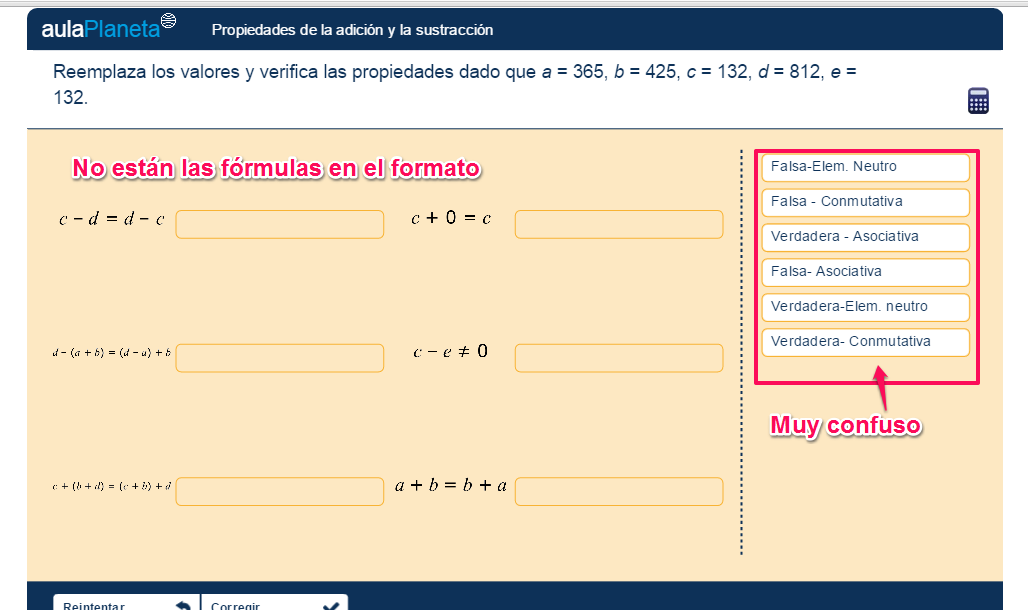 aulaPlaneta
Propiedades de la adición y la sustracción
Reemplaza los valores y verifica las propiedades dado que a = 365, b = 425, c = 132, d = 812, e =
132.
No están las fórmulas en el formato
c − d = d − c
c + 0 = c
d − (a + b) = (d − a) + b
c − e ≠ 0
c + (b + d) = (c + b) + d
a + b = b + a
Falsa-Elem. Neutro
Falsa - Conmutativa
Verdadera - Asociativa
Falsa- Asociativa
Verdadera-Elem. neutro
Verdadera- Conmutativa
Muy confuso
Reintentar
Corregir